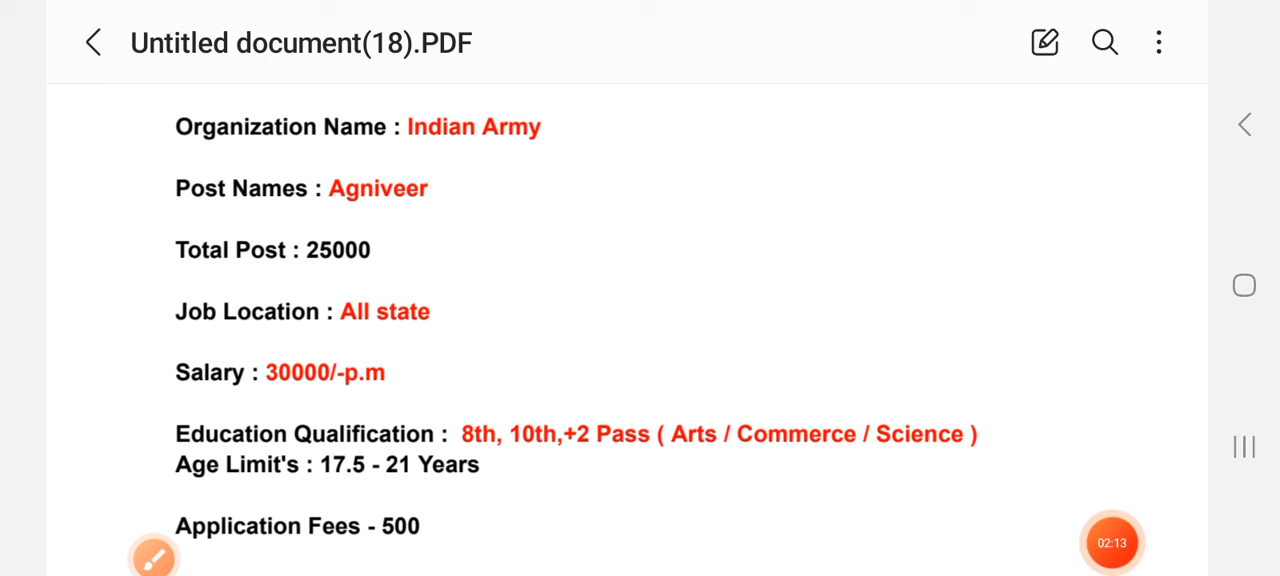 Untitled document(18).PDF
Organization Name : Indian Army
Post Names : Agniveer
Total Post : 25000
Job Location : All state
Salary : 30000/-p.m
Education Qualification : 8th, 10th,+2 Pass ( Arts / Commerce / Science )
Age Limit's : 17.5 - 21 Years
Application Fees - 500
02:13